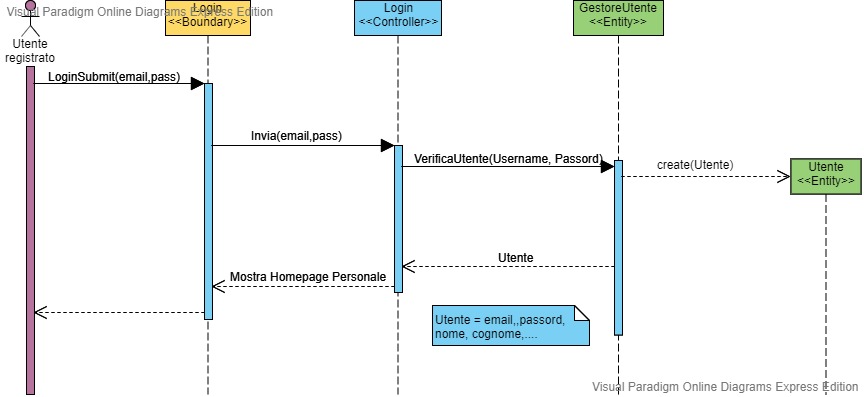 Visual Paradigm Online Diagrams Express Edition
Login
<<Boundary>>
Login
<<Controller>>
GestoreUtente
<<Entity>>
Utente
registrato
LoginSubmit(email,pass)
Invia(email,pass)
VerificaUtente(Username, Passord)
create(Utente)
Utente
<<Entity>>
Utente
Mostra Homepage Personale
Utente = email,,passord,
nome, cognome,....
Visual Paradigm Online Diagrams Express Edition